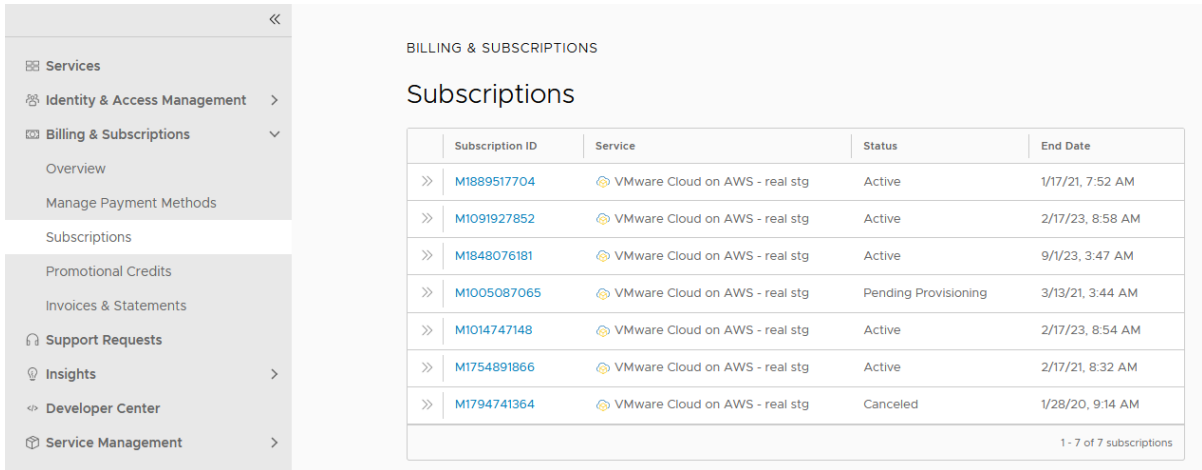 Services
Identity & Access Management
Billing & Subscriptions
Overview
Manage Payment Methods
Subscriptions
Promotional Credits
Invoices & Statements
Support Requests
Insights
Developer Center
Service Management
BILLING & SUBSCRIPTIONS
Subscriptions
Subscription ID Service Status End Date
M1889517704 VMware Cloud on AWS - real stg Active 1/17/21, 7:52 AM
M1091927852 VMware Cloud on AWS - real stg Active 2/17/23, 8:58 AM
M1848076181 VMware Cloud on AWS - real stg Active 9/1/23, 3:47 AM
M1005087065 VMware Cloud on AWS - real stg Pending Provisioning 3/13/21, 3:44 AM
M1014747148 VMware Cloud on AWS - real stg Active 2/17/23, 8:54 AM
M1754891866 VMware Cloud on AWS - real stg Active 2/17/21, 8:32 AM
M1794741364 VMware Cloud on AWS - real stg Canceled 1/28/20, 9:14 AM
1 - 7 of 7 subscriptions